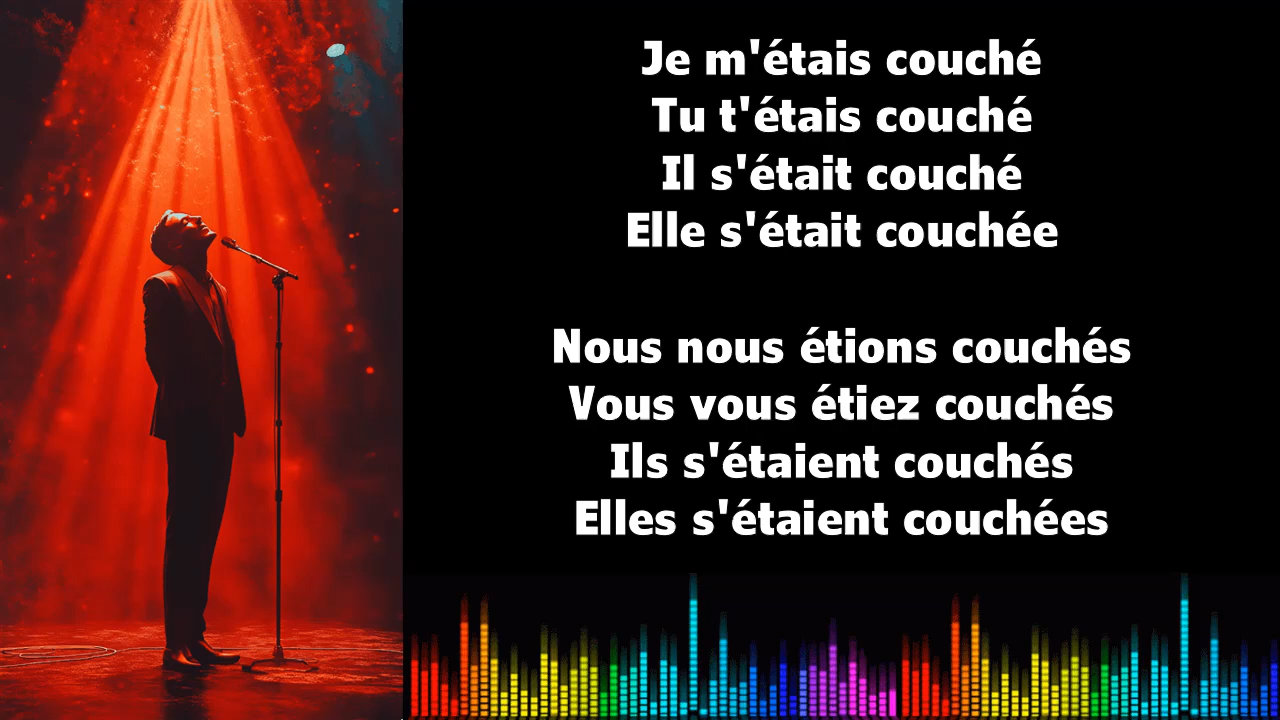 Je m'étais couché
Tu t'étais couché
Il s'était couché
Elle s'était couchée
Nous nous étions couchés
Vous vous étiez couchés
Ils s'étaient couchés
Elles s'étaient couchées